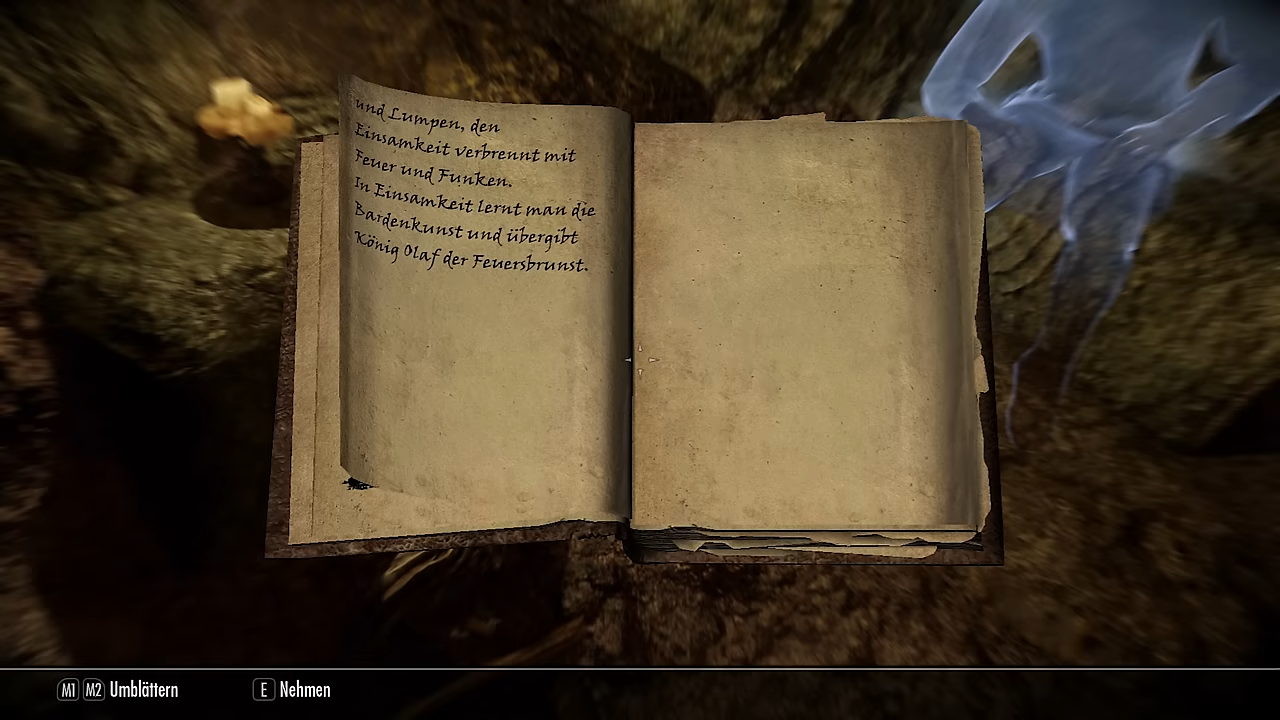 und Lumpen, den
Einsamkeit verbrennt mit
Feuer und Funken.
In Einsamkeit lernt man die
Bardenkunst und übergibt
König Olaf der Feuersbrunst.
M1 M2 Umblättern
E Nehmen